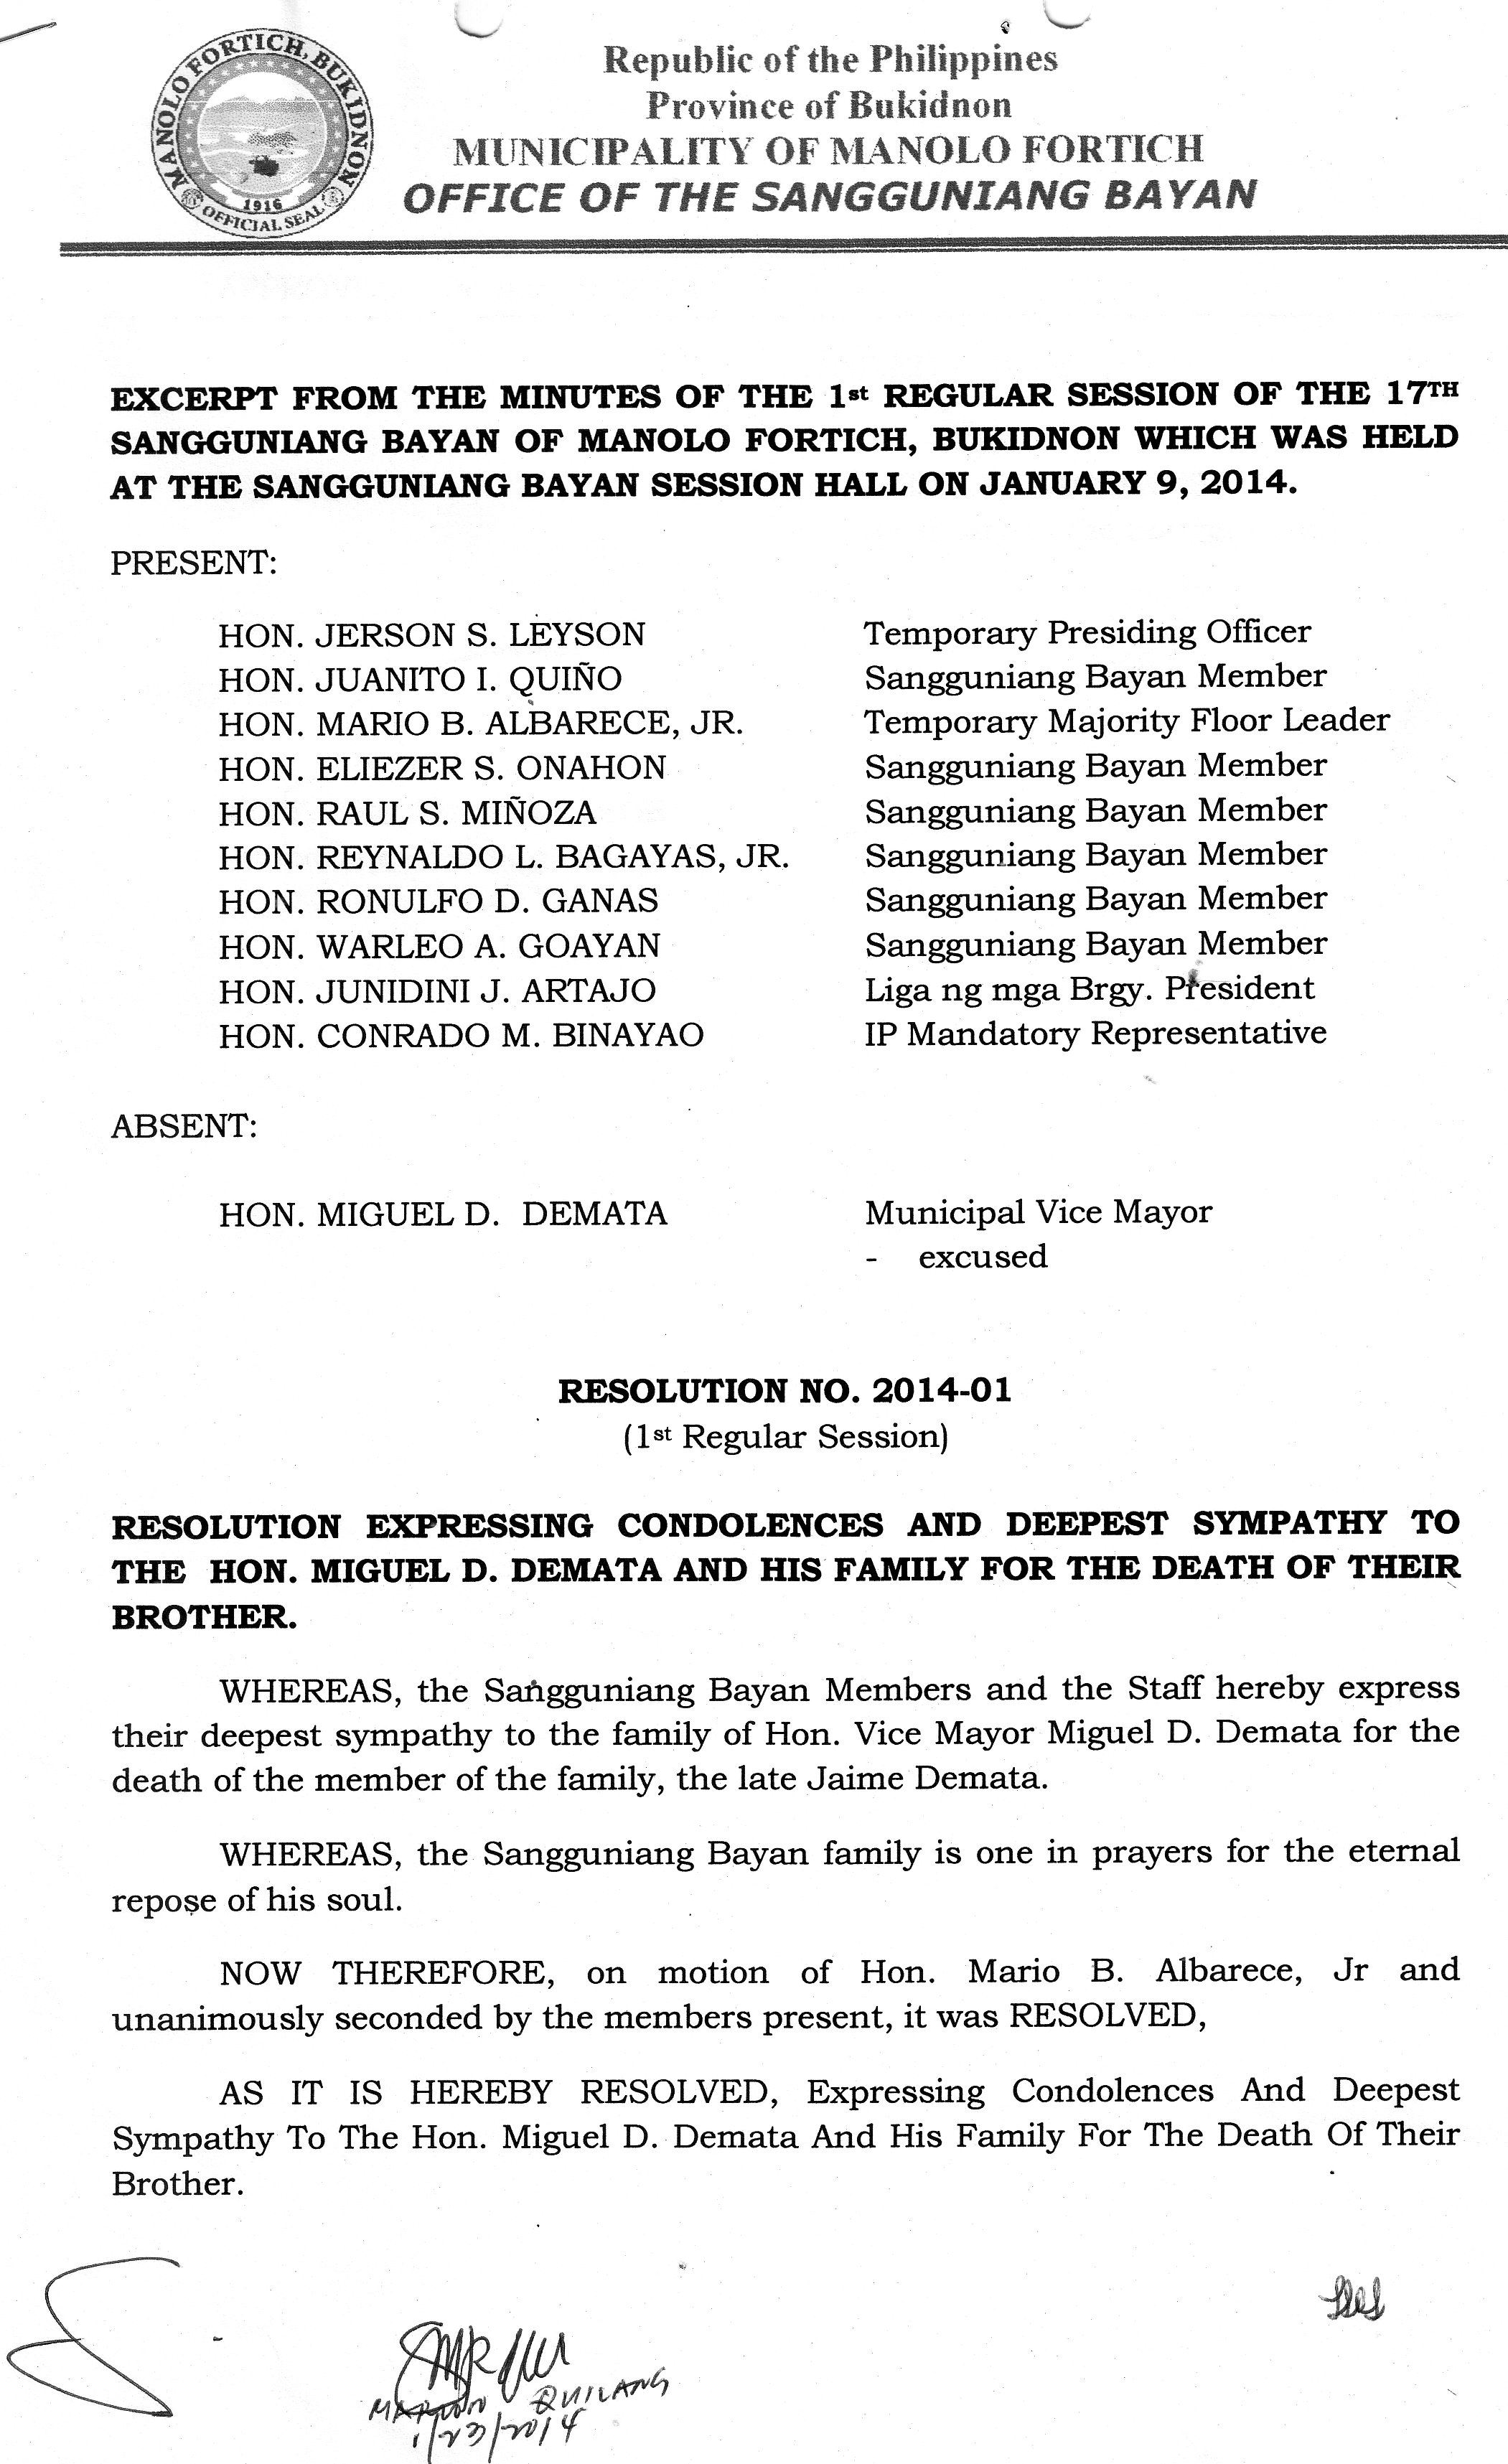 MANOLO FORTICH, BUKIDNON
1916
OFFICIAL SEAL
Republic of the Philippines
Province of Bukidnon
MUNICIPALITY OF MANOLO FORTICH
OFFICE OF THE SANGGUNIANG BAYAN
EXCERPT FROM THE MINUTES OF THE 1st REGULAR SESSION OF THE 17TH
SANGGUNIANG BAYAN OF MANOLO FORTICH, BUKIDNON WHICH WAS HELD
AT THE SANGGUNIANG BAYAN SESSION HALL ON JANUARY 9, 2014.
PRESENT:
HON. JERSON S. LEYSON Temporary Presiding Officer
HON. JUANITO I. QUIÑO Sangguniang Bayan Member
HON. MARIO B. ALBARECE, JR. Temporary Majority Floor Leader
HON. ELIEZER S. ONAHON Sangguniang Bayan Member
HON. RAUL S. MIÑOZA Sangguniang Bayan Member
HON. REYNALDO L. BAGAYAS, JR. Sangguniang Bayan Member
HON. RONULFO D. GANAS Sangguniang Bayan Member
HON. WARLEO A. GOAYAN Sangguniang Bayan Member
HON. JUNIDINI J. ARTAJO Liga ng mga Brgy. President
HON. CONRADO M. BINAYAO IP Mandatory Representative
ABSENT:
HON. MIGUEL D. DEMATA Municipal Vice Mayor
- excused
RESOLUTION NO. 2014-01
(1st Regular Session)
RESOLUTION EXPRESSING CONDOLENCES AND DEEPEST SYMPATHY TO
THE HON. MIGUEL D. DEMATA AND HIS FAMILY FOR THE DEATH OF THEIR
BROTHER.
WHEREAS, the Sangguniang Bayan Members and the Staff hereby express
their deepest sympathy to the family of Hon. Vice Mayor Miguel D. Demata for the
death of the member of the family, the late Jaime Demata.
WHEREAS, the Sangguniang Bayan family is one in prayers for the eternal
repose of his soul.
NOW THEREFORE, on motion of Hon. Mario B. Albarece, Jr and
unanimously seconded by the members present, it was RESOLVED,
AS IT IS HEREBY RESOLVED, Expressing Condolences And Deepest
Sympathy To The Hon. Miguel D. Demata And His Family For The Death Of Their
Brother.
QUILANG
1/23/2014